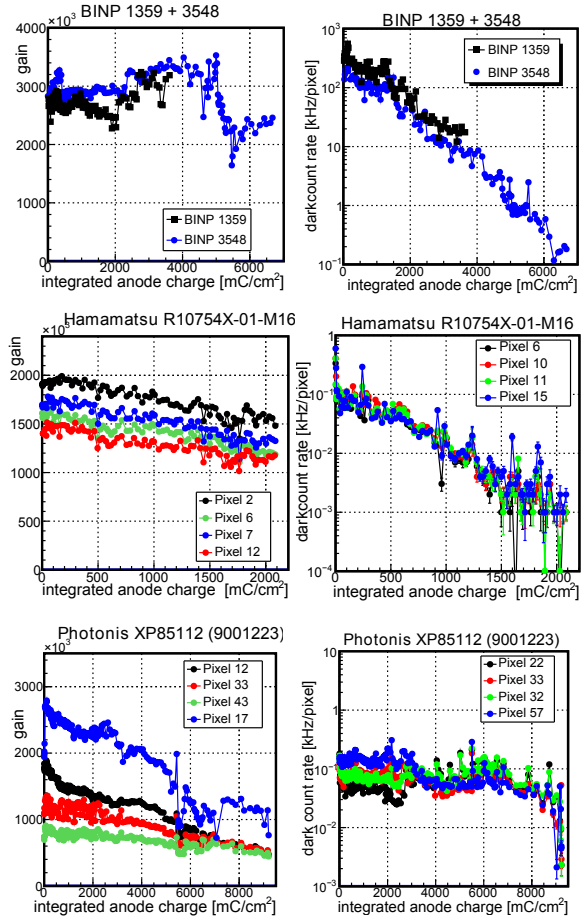 BINP 1359 + 3548
×10³
gain
4000
3000
2000
1000
0
0 2000 4000 6000
integrated anode charge [mC/cm²]
BINP 1359
BINP 3548
BINP 1359 + 3548
darkcount rate [kHz/pixel]
10³
10²
10
1
10⁻¹
0 2000 4000 6000
integrated anode charge [mC/cm²]
BINP 1359
BINP 3548
Hamamatsu R10754X-01-M16
×10³
gain
2000
1500
1000
500
0
0 500 1000 1500 2000
integrated anode charge [mC/cm²]
Pixel 2
Pixel 6
Pixel 7
Pixel 12
Hamamatsu R10754X-01-M16
darkcount rate [kHz/pixel]
1
10⁻¹
10⁻²
10⁻³
10⁻⁴
0 500 1000 1500 2000
integrated anode charge [mC/cm²]
Pixel 6
Pixel 10
Pixel 11
Pixel 15
Photonis XP85112 (9001223)
×10³
gain
3000
2000
1000
0
0 2000 4000 6000 8000
integrated anode charge [mC/cm²]
Pixel 12
Pixel 33
Pixel 43
Pixel 17
Photonis XP85112 (9001223)
dark count rate [kHz/pixel]
10
1
10⁻¹
10⁻²
10⁻³
0 2000 4000 6000 8000
integrated anode charge [mC/cm²]
Pixel 22
Pixel 33
Pixel 32
Pixel 57